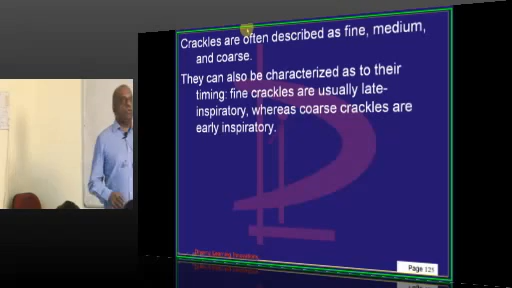 Crackles are often described as fine, medium,
and coarse.
They can also be characterized as to their
timing: fine crackles are usually late-
inspiratory, whereas coarse crackles are
early inspiratory.
Page 121